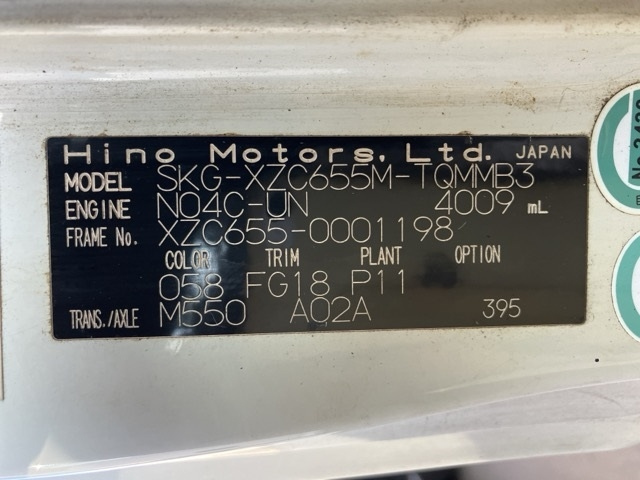 Hino Motors, Ltd. JAPAN
MODEL SKG-XZC655M-TQMMB3
ENGINE N04C-UN 4009 mL
FRAME No. XZC655-0001198
COLOR TRIM PLANT OPTION
058 FG18 P11
TRANS./AXLE M550 A02A 395